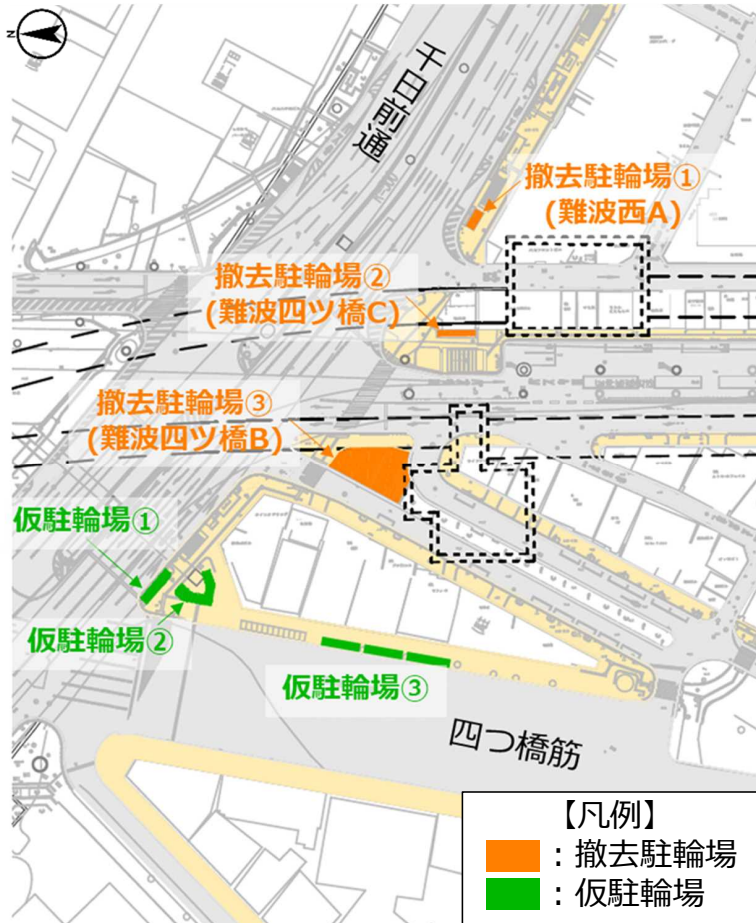 N
千日前通
撤去駐輪場①
(難波西A)
撤去駐輪場②
(難波四ツ橋C)
撤去駐輪場③
(難波四ツ橋B)
仮駐輪場①
仮駐輪場②
仮駐輪場③
四つ橋筋
【凡例】
：撤去駐輪場
：仮駐輪場